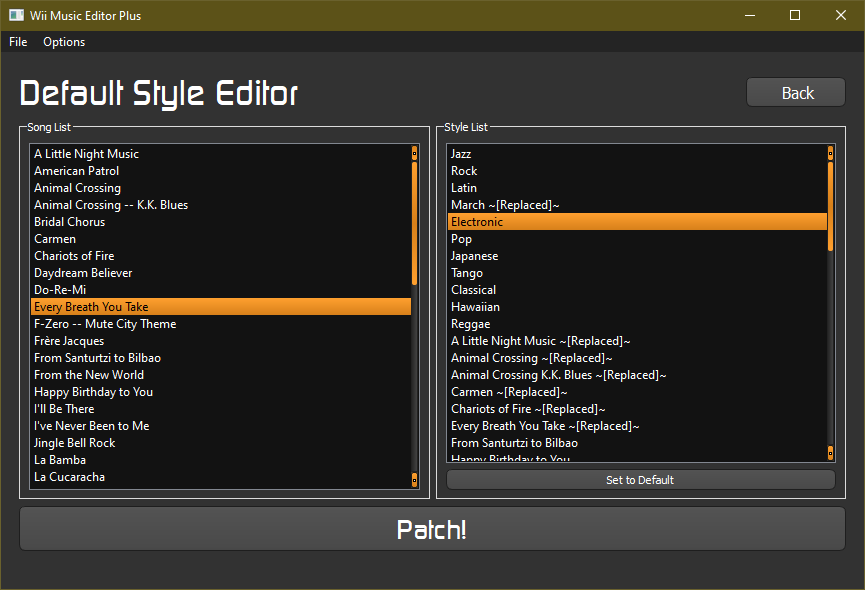 Wii Music Editor Plus
File Options
Default Style Editor
Back
Song List
A Little Night Music
American Patrol
Animal Crossing
Animal Crossing -- K.K. Blues
Bridal Chorus
Carmen
Chariots of Fire
Daydream Believer
Do-Re-Mi
Every Breath You Take
F-Zero -- Mute City Theme
Frère Jacques
From Santurtzi to Bilbao
From the New World
Happy Birthday to You
I'll Be There
I've Never Been to Me
Jingle Bell Rock
La Bamba
La Cucaracha
Style List
Jazz
Rock
Latin
March ~[Replaced]~
Electronic
Pop
Japanese
Tango
Classical
Hawaiian
Reggae
A Little Night Music ~[Replaced]~
Animal Crossing ~[Replaced]~
Animal Crossing K.K. Blues ~[Replaced]~
Carmen ~[Replaced]~
Chariots of Fire ~[Replaced]~
Every Breath You Take ~[Replaced]~
From Santurtzi to Bilbao
Happy Birthday to You
Set to Default
Patch!